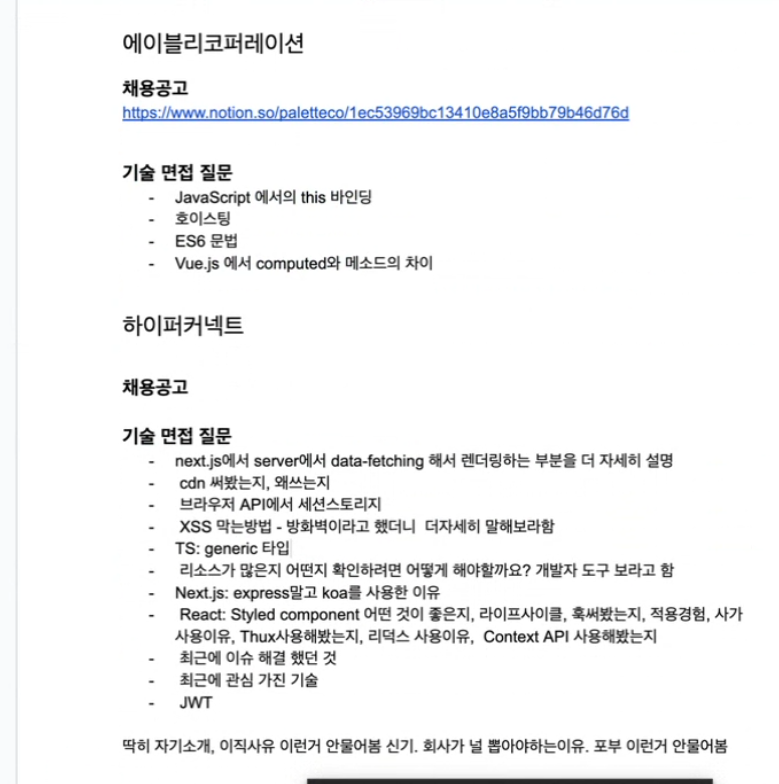 에이블리코퍼레이션
채용공고
https://www.notion.so/paletteco/1ec53969bc13410e8a5f9bb79b46d76d
기술 면접 질문
- JavaScript 에서의 this 바인딩
- 호이스팅
- ES6 문법
- Vue.js 에서 computed와 메소드의 차이
하이퍼커넥트
채용공고
기술 면접 질문
- next.js에서 server에서 data-fetching 해서 렌더링하는 부분을 더 자세히 설명
- cdn 써봤는지, 왜쓰는지
- 브라우저 API에서 세션스토리지
- XSS 막는방법 - 방화벽이라고 했더니 더자세히 말해보라함
- TS: generic 타입
- 리소스가 많은지 어떤지 확인하려면 어떻게 해야할까요? 개발자 도구 보라고 함
- Next.js: express말고 koa를 사용한 이유
- React: Styled component 어떤 것이 좋은지, 라이프사이클, 훅써봤는지, 적용경험, 사가
사용이유, Thux사용해봤는지, 리덕스 사용이유, Context API 사용해봤는지
- 최근에 이슈 해결 했던 것
- 최근에 관심 가진 기술
- JWT
딱히 자기소개, 이직사유 이런거 안물어봄 신기. 회사가 널 뽑아야하는이유. 포부 이런거 안물어봄